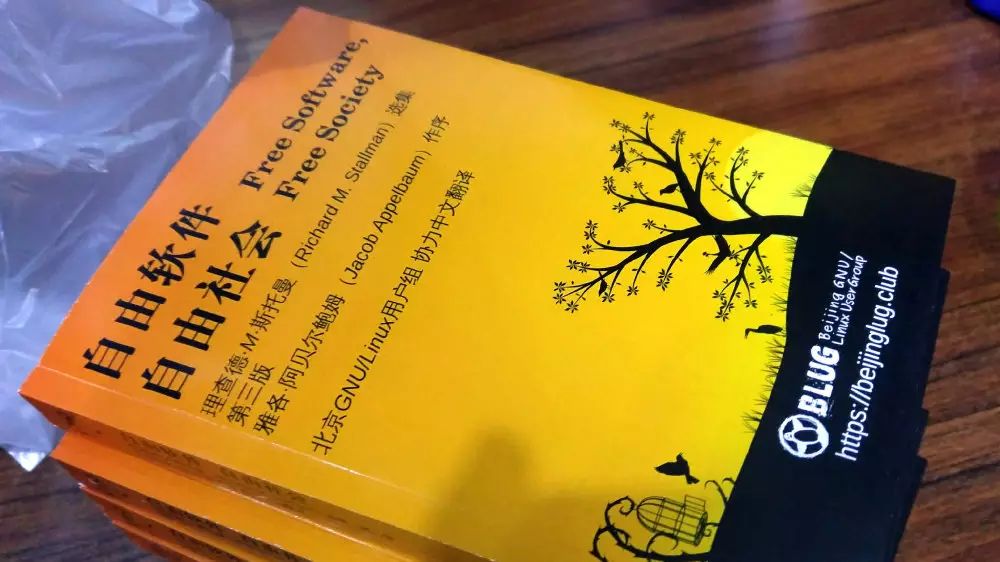 自由软件
自由社会
Free Software,
Free Society
理查德·M·斯托曼（Richard M. Stallman）选集
第三版
雅各·阿贝尔鲍姆（Jacob Appelbaum）作序
北京GNU/Linux用户组 协力中文翻译
BLUG
Beijing GNU/
Linux User Group
https://beijinglug.club